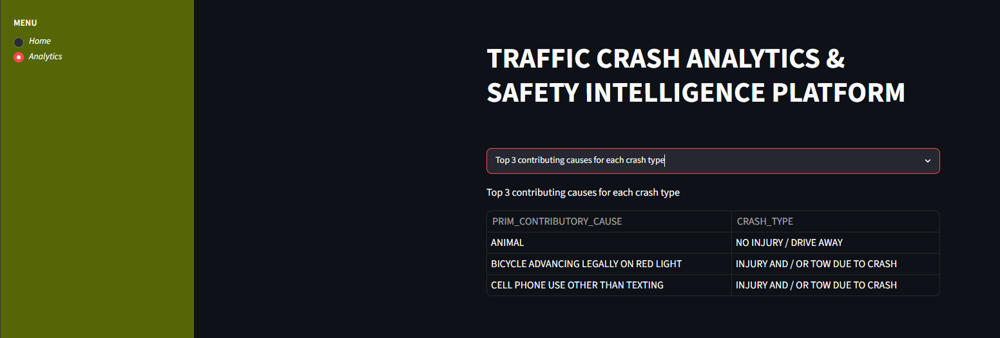 MENU
Home
Analytics
TRAFFIC CRASH ANALYTICS &
SAFETY INTELLIGENCE PLATFORM
Top 3 contributing causes for each crash type
Top 3 contributing causes for each crash type
PRIM_CONTRIBUTORY_CAUSE CRASH_TYPE
ANIMAL NO INJURY / DRIVE AWAY
BICYCLE ADVANCING LEGALLY ON RED LIGHT INJURY AND / OR TOW DUE TO CRASH
CELL PHONE USE OTHER THAN TEXTING INJURY AND / OR TOW DUE TO CRASH